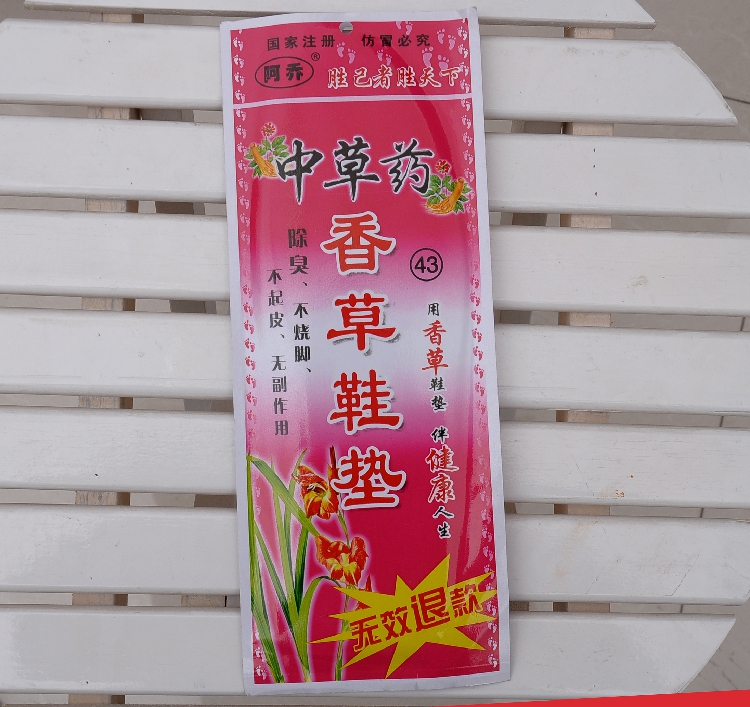 国家注册 仿冒必究
阿乔®
胜己者胜天下
中草药
香草鞋垫
43
除臭、不烧脚、
不起皮、无副作用
用香草鞋垫 伴健康人生
无效退款